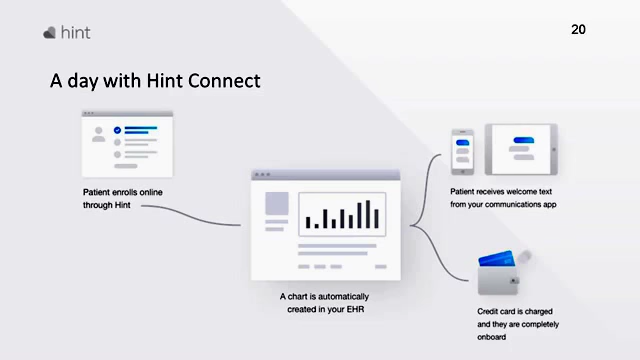 hint
20
A day with Hint Connect
Patient enrolls online
through Hint
A chart is automatically
created in your EHR
Patient receives welcome text
from your communications app
Credit card is charged
and they are completely
onboard